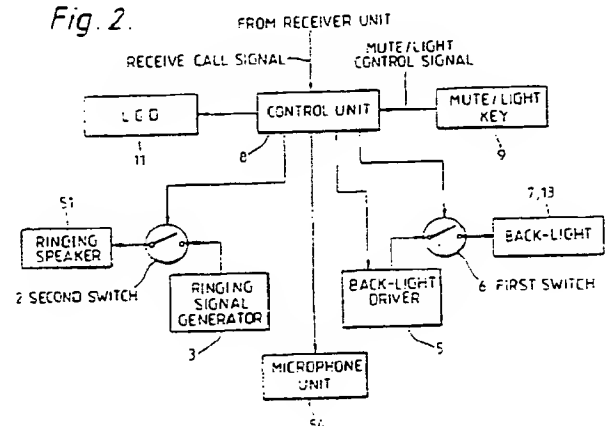 Fig. 2.
FROM RECEIVER UNIT
RECEIVE CALL SIGNAL
MUTE/LIGHT
CONTROL SIGNAL
LCD
11
CONTROL UNIT
8
MUTE/LIGHT
KEY
9
S1
RINGING
SPEAKER
2 SECOND SWITCH
RINGING
SIGNAL
GENERATOR
3
MICROPHONE
UNIT
54
BACK-LIGHT
DRIVER
5
7,13
BACK-LIGHT
6 FIRST SWITCH